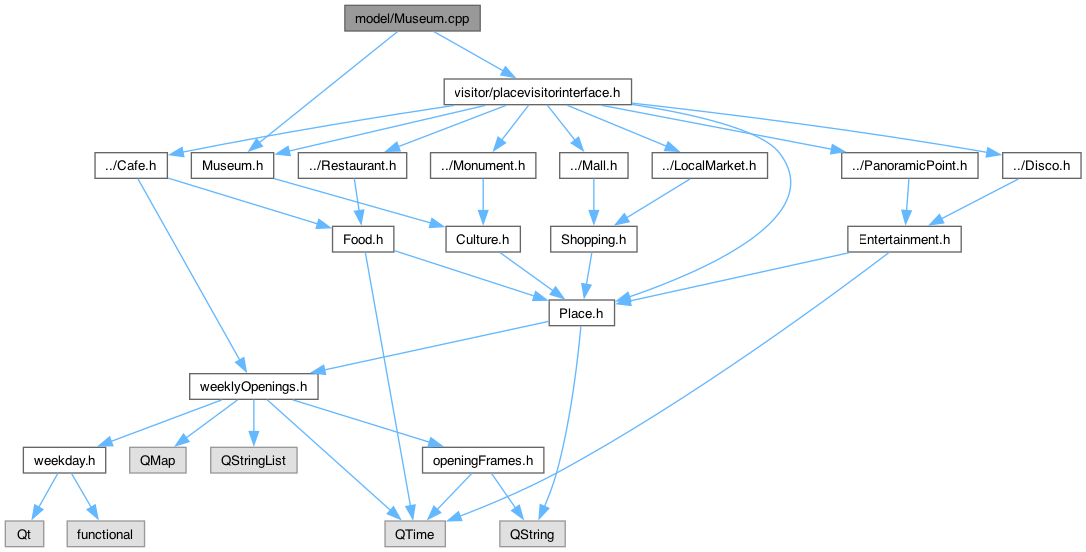 model/Museum.cpp
visitor/placevisitorinterface.h
../Cafe.h
Museum.h
../Restaurant.h
../Monument.h
../Mall.h
../LocalMarket.h
../PanoramicPoint.h
../Disco.h
Food.h
Culture.h
Shopping.h
Entertainment.h
Place.h
weeklyOpenings.h
weekday.h
QMap
QStringList
openingFrames.h
Qt
functional
QTime
QString